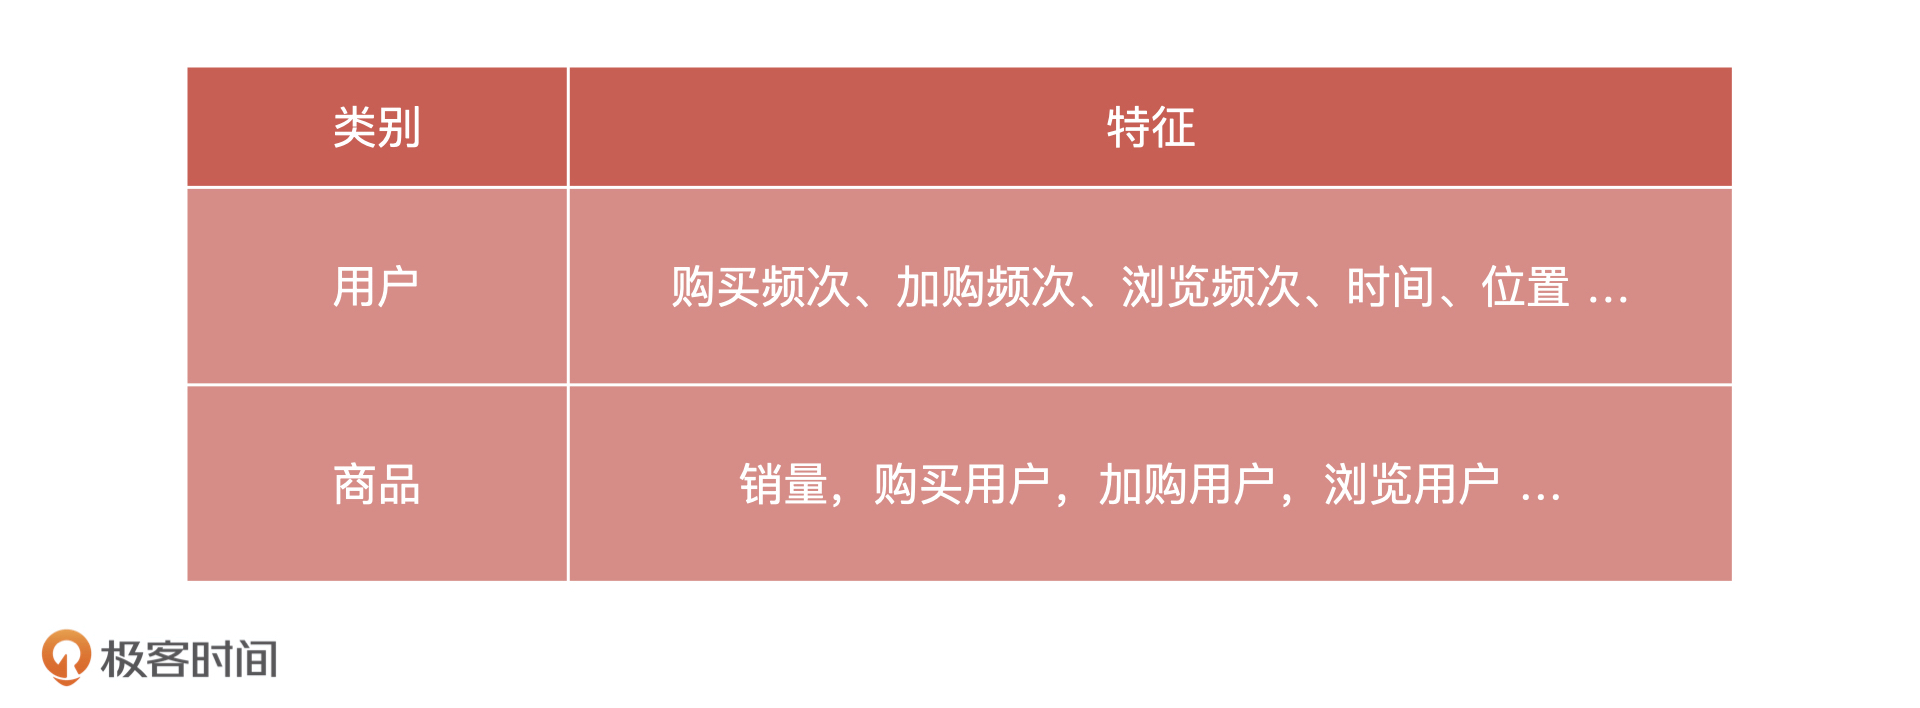 类别 特征
用户 购买频次、加购频次、浏览频次、时间、位置 …
商品 销量，购买用户，加购用户，浏览用户 …
极客时间